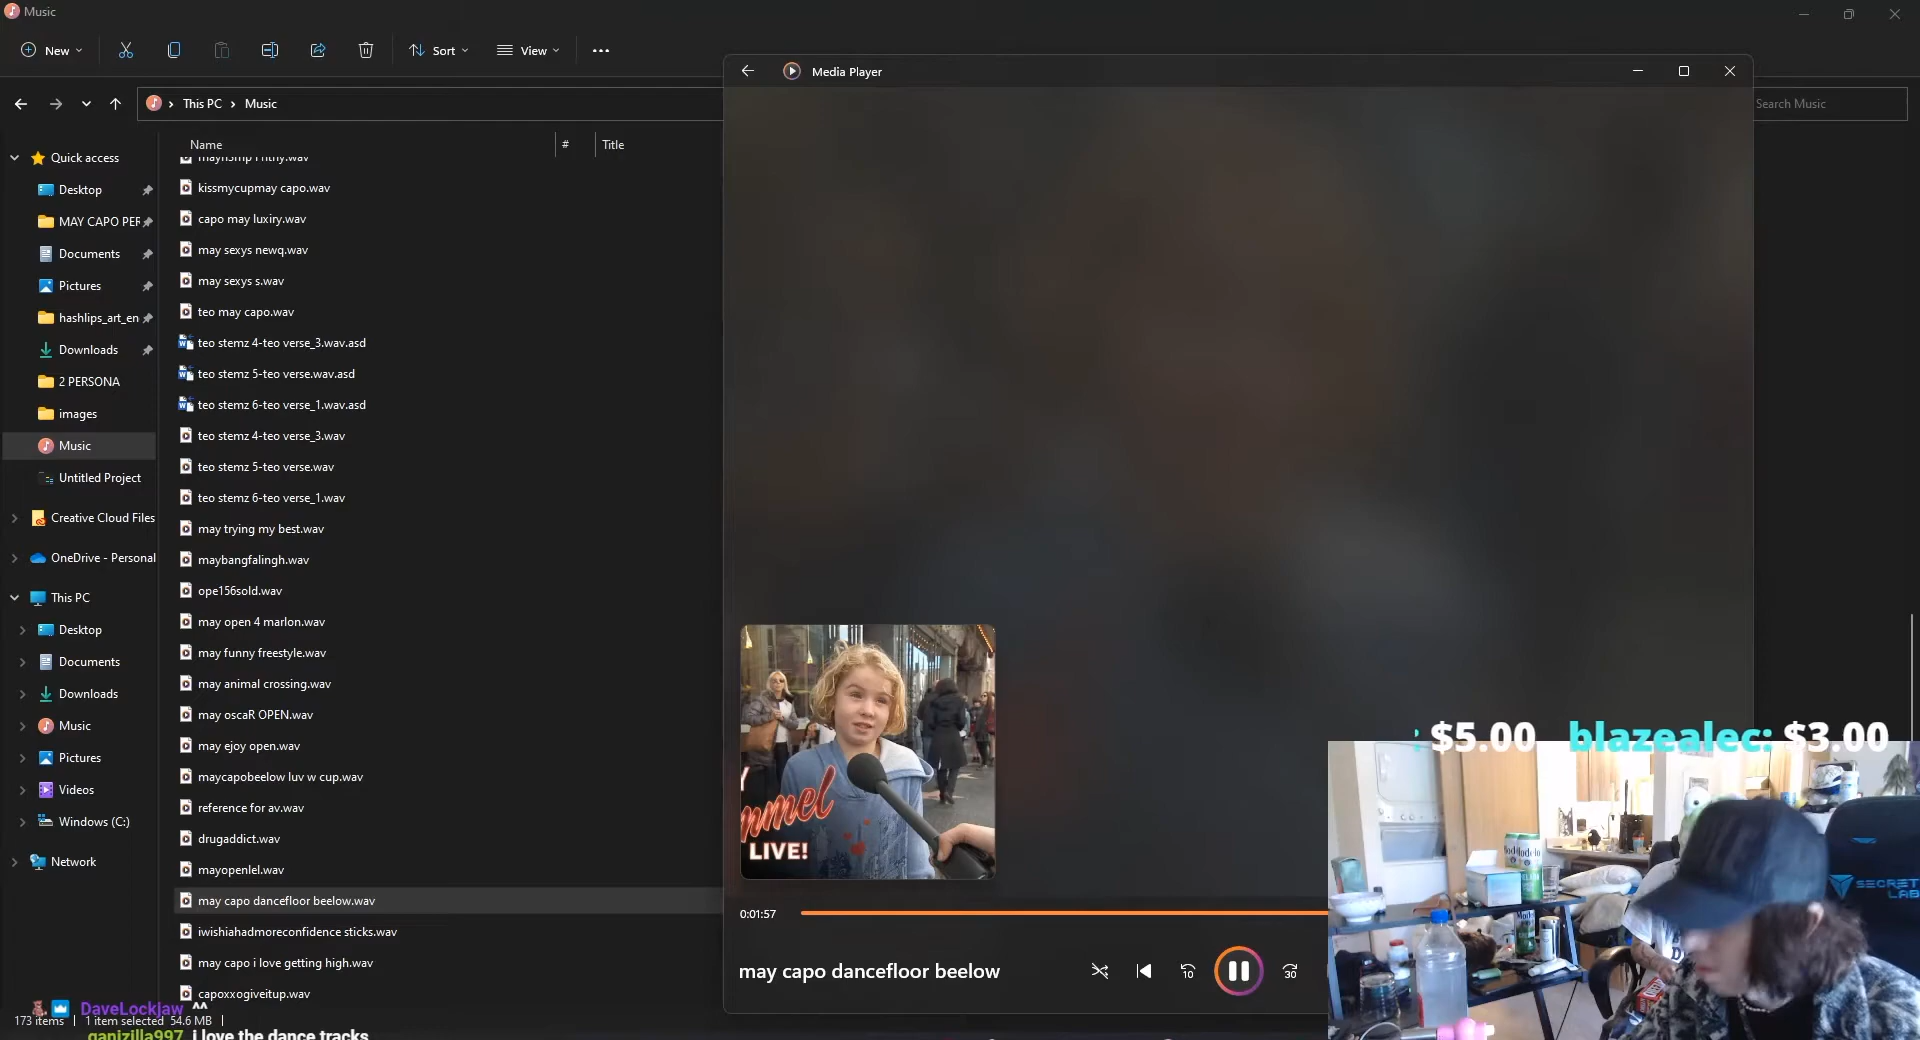 Music
New
Sort
View
Media Player
This PC
Music
Search Music
Name
#
Title
Quick access
Desktop
MAY CAPO PER
Documents
Pictures
hashlips_art_en
Downloads
2 PERSONA
images
Music
Untitled Project
Creative Cloud Files
OneDrive - Personal
This PC
Desktop
Documents
Downloads
Music
Pictures
Videos
Windows (C:)
Network
kissmycupmay capo.wav
capo may luxiry.wav
may sexys newq.wav
may sexys s.wav
teo may capo.wav
teo stemz 4-teo verse_3.wav.asd
teo stemz 5-teo verse.wav.asd
teo stemz 6-teo verse_1.wav.asd
teo stemz 4-teo verse_3.wav
teo stemz 5-teo verse.wav
teo stemz 6-teo verse_1.wav
may trying my best.wav
maybangfalingh.wav
ope156sold.wav
may open 4 marlon.wav
may funny freestyle.wav
may animal crossing.wav
may oscaR OPEN.wav
may ejoy open.wav
maycapobeelow luv w cup.wav
reference for av.wav
drugaddict.wav
mayopenlel.wav
may capo dancefloor beelow.wav
iwishiahadmoreconfidence sticks.wav
may capo i love getting high.wav
capoxxogiveitup.wav
DaveLockjaw ^^
173 items
1 item selected 54.6 MB
ganizilla997 i love the dance tracks
LIVE!
0:01:57
may capo dancefloor beelow
10
30
: $5.00 blazealec: $3.00
Modelo
SECRET
LAB